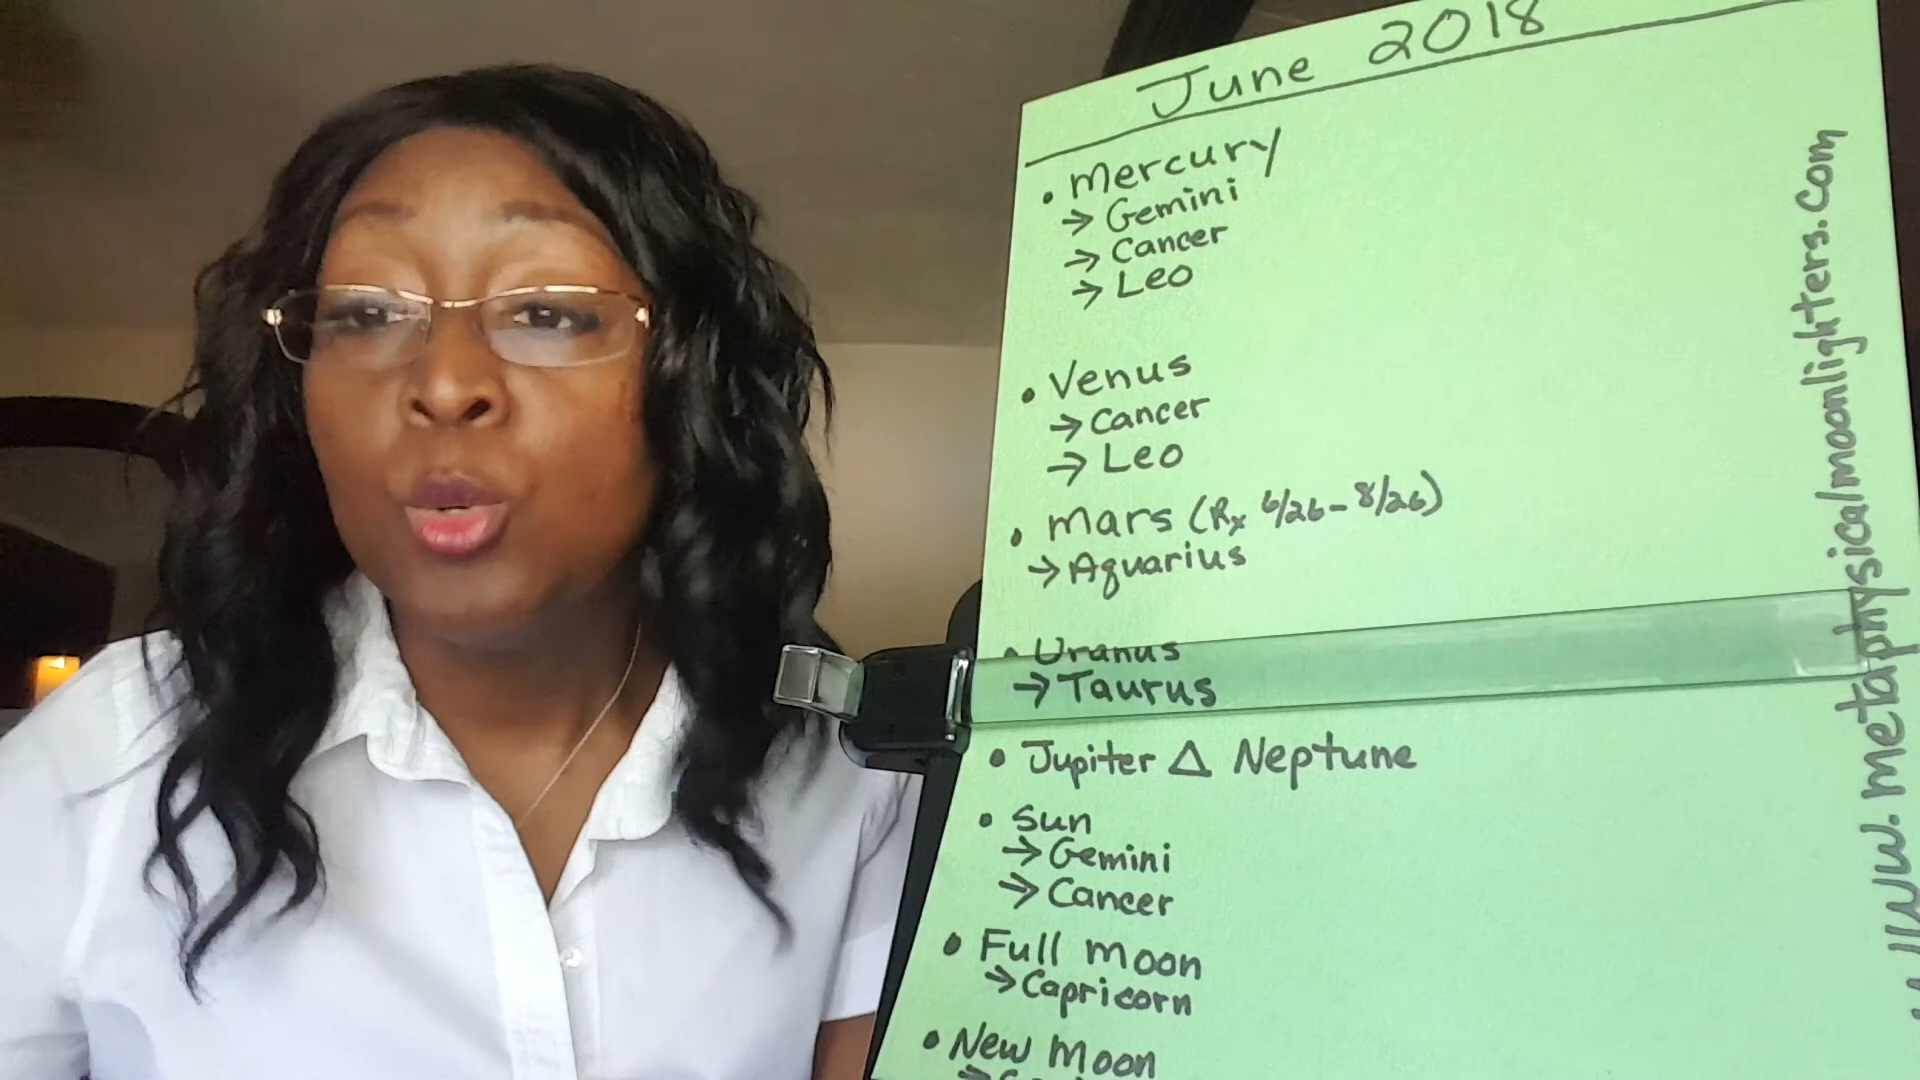 June 2018
• Mercury
→ Gemini
→ Cancer
→ Leo
• Venus
→ Cancer
→ Leo
• Mars (Rx 6/26-8/26)
→ Aquarius
• Uranus
→ Taurus
• Jupiter △ Neptune
• Sun
→ Gemini
→ Cancer
• Full Moon
→ Capricorn
• New Moon
www.metaphysicalmoonlighters.com